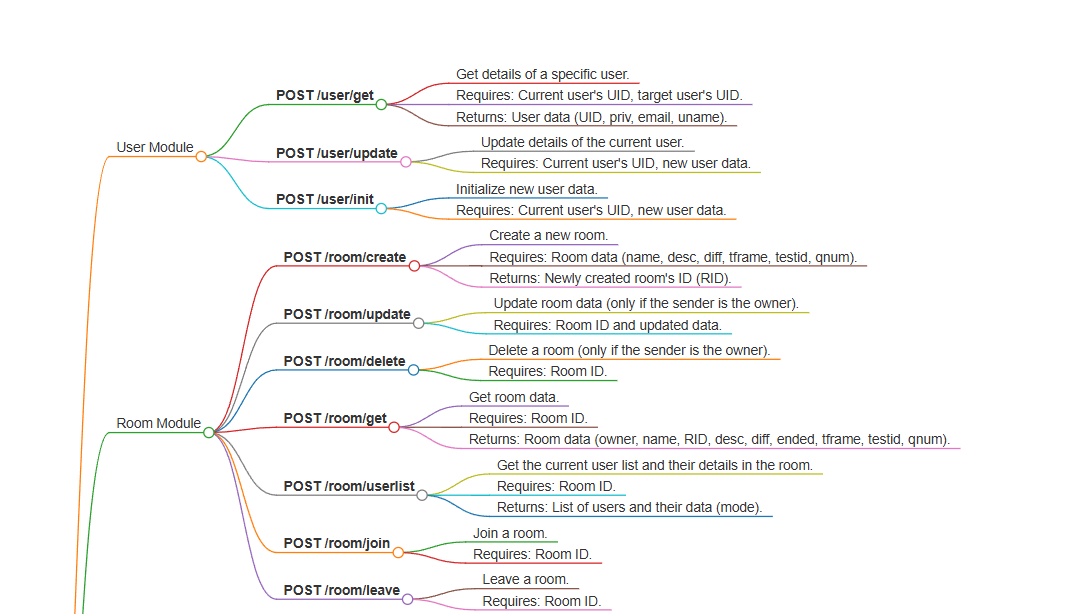 Get details of a specific user.
POST /user/get
Requires: Current user's UID, target user's UID.
Returns: User data (UID, priv, email, uname).
User Module
Update details of the current user.
POST /user/update
Requires: Current user's UID, new user data.
Initialize new user data.
POST /user/init
Requires: Current user's UID, new user data.
Create a new room.
POST /room/create
Requires: Room data (name, desc, diff, tframe, testid, qnum).
Returns: Newly created room's ID (RID).
Update room data (only if the sender is the owner).
POST /room/update
Requires: Room ID and updated data.
Delete a room (only if the sender is the owner).
POST /room/delete
Requires: Room ID.
Get room data.
POST /room/get
Requires: Room ID.
Room Module
Returns: Room data (owner, name, RID, desc, diff, ended, tframe, testid, qnum).
Get the current user list and their details in the room.
POST /room/userlist
Requires: Room ID.
Returns: List of users and their data (mode).
Join a room.
POST /room/join
Requires: Room ID.
Leave a room.
POST /room/leave
Requires: Room ID.